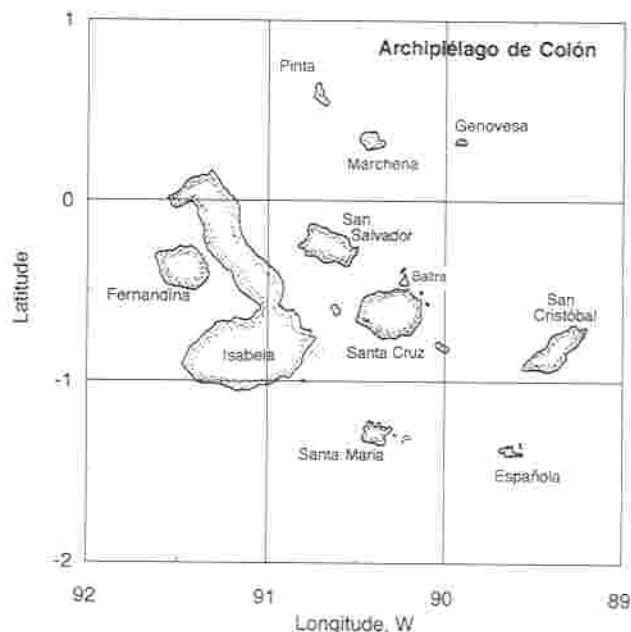 1
Archipiélago de Colón
Pinta
Genovesa
Marchena
0
San
Salvador
Baltra
Fernandina
San
Cristóbal
Isabela
Santa Cruz
-1
Santa María
Española
-2
92
91
90
89
Latitude
Longitude, W